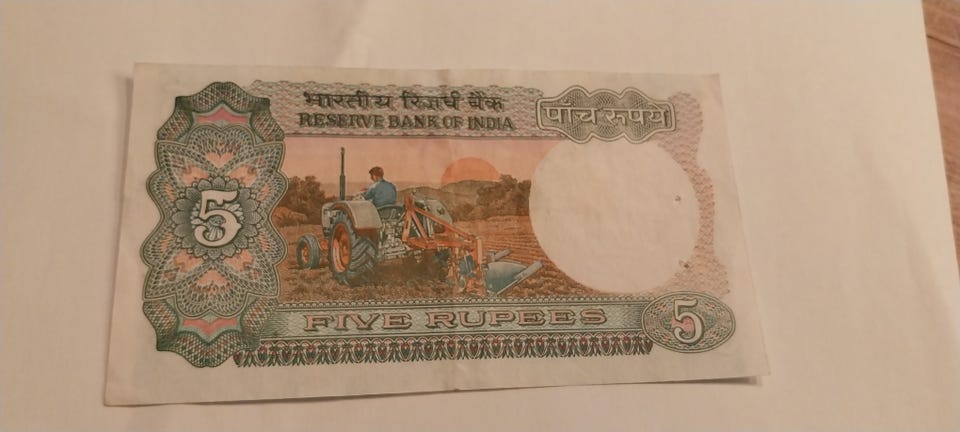 भारतीय रिज़र्व बैंक
RESERVE BANK OF INDIA
पाँच रुपये
5
FIVE RUPEES
5